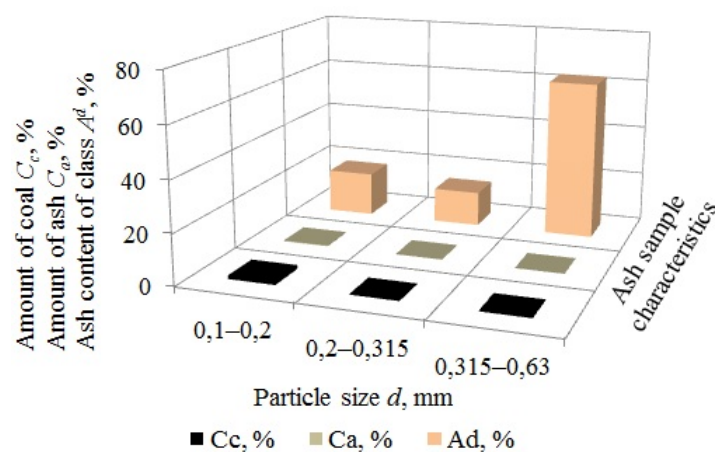 Amount of coal Cc, %
Amount of ash Ca, %
Ash content of class Aᵈ, %
80
60
40
20
0
0,1–0,2
0,2–0,315
0,315–0,63
Ash sample
characteristics
Particle size d, mm
Cc, % Ca, % Ad, %